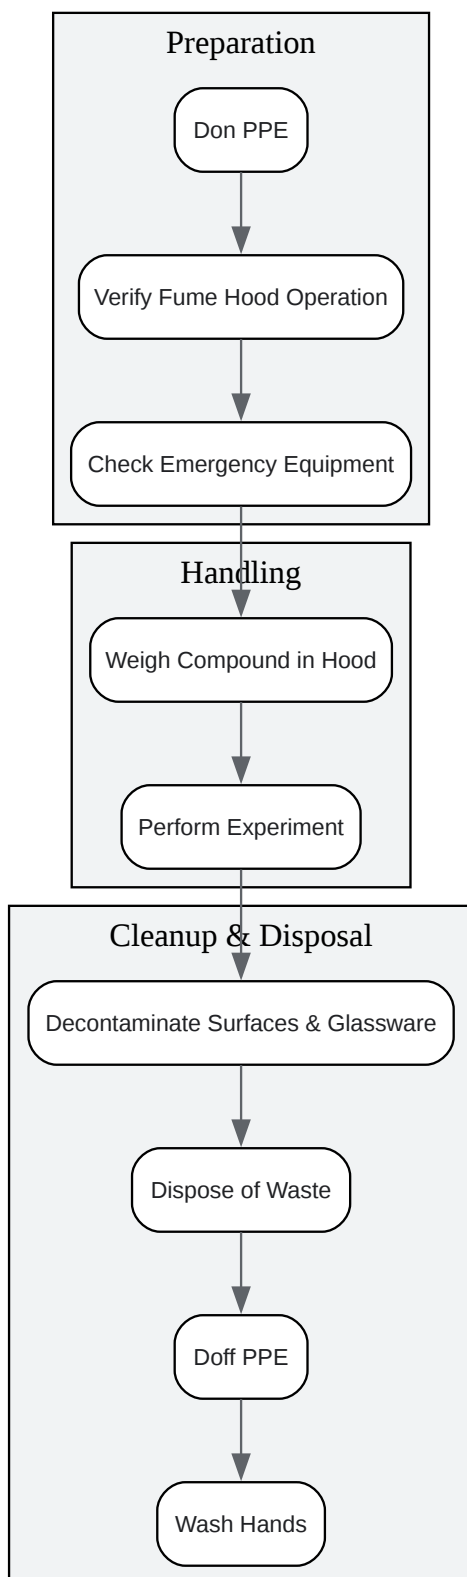 Preparation
Don PPE
Verify Fume Hood Operation
Check Emergency Equipment
Handling
Weigh Compound in Hood
Perform Experiment
Cleanup & Disposal
Decontaminate Surfaces & Glassware
Dispose of Waste
Doff PPE
Wash Hands